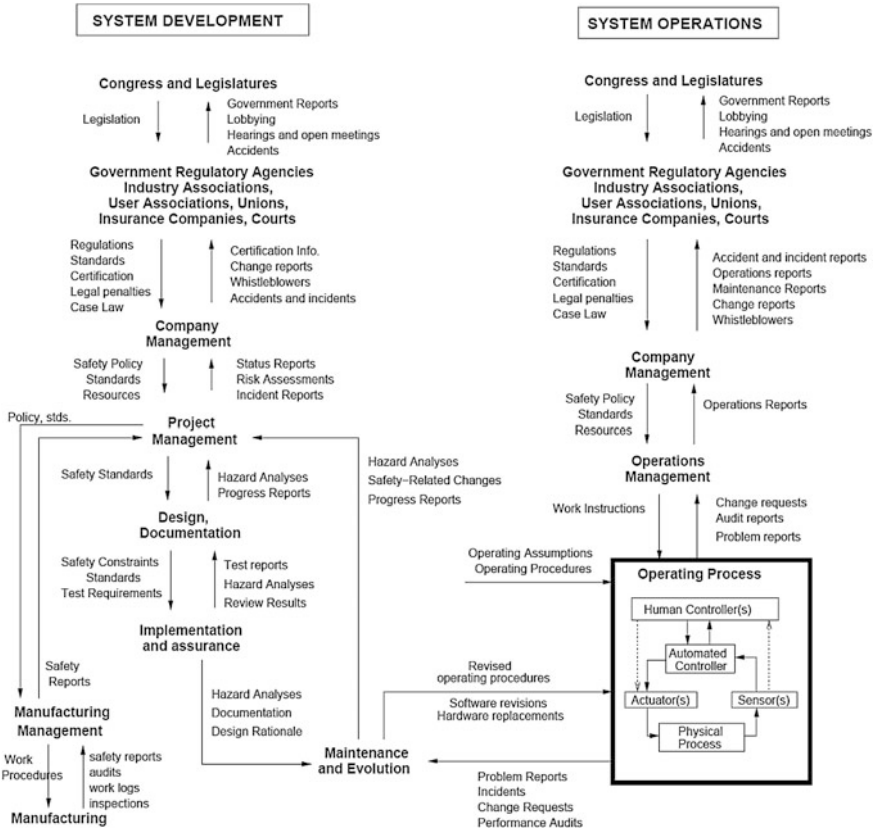 SYSTEM DEVELOPMENT
Congress and Legislatures
Legislation
Government Reports
Lobbying
Hearings and open meetings
Accidents
Government Regulatory Agencies
Industry Associations,
User Associations, Unions,
Insurance Companies, Courts
Regulations
Standards
Certification
Legal penalties
Case Law
Certification Info.
Change reports
Whistleblowers
Accidents and incidents
Company
Management
Safety Policy
Standards
Resources
Status Reports
Risk Assessments
Incident Reports
Policy, stds.
Project
Management
Safety Standards
Hazard Analyses
Progress Reports
Hazard Analyses
Safety-Related Changes
Progress Reports
Design,
Documentation
Safety Constraints
Standards
Test Requirements
Test reports
Hazard Analyses
Review Results
Implementation
and assurance
Safety
Reports
Hazard Analyses
Documentation
Design Rationale
Manufacturing
Management
Work
Procedures
safety reports
audits
work logs
inspections
Manufacturing
Maintenance
and Evolution
SYSTEM OPERATIONS
Congress and Legislatures
Legislation
Government Reports
Lobbying
Hearings and open meetings
Accidents
Government Regulatory Agencies
Industry Associations,
User Associations, Unions,
Insurance Companies, Courts
Regulations
Standards
Certification
Legal penalties
Case Law
Accident and incident reports
Operations reports
Maintenance Reports
Change reports
Whistleblowers
Company
Management
Safety Policy
Standards
Resources
Operations Reports
Operations
Management
Work Instructions
Change requests
Audit reports
Problem reports
Operating Assumptions
Operating Procedures
Operating Process
Human Controller(s)
Automated
Controller
Actuator(s)
Sensor(s)
Physical
Process
Revised
operating procedures
Software revisions
Hardware replacements
Problem Reports
Incidents
Change Requests
Performance Audits